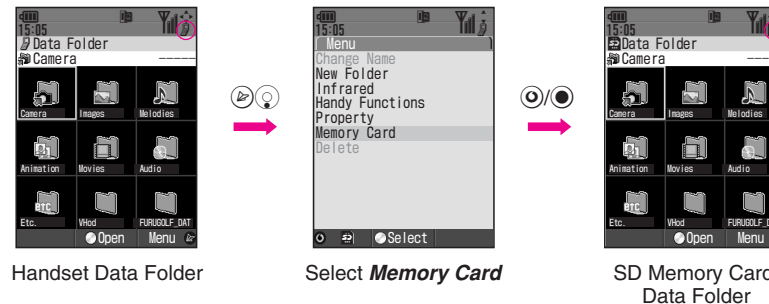 15:05
Data Folder
Camera -----
Camera Images Melodies
Animation Movies Audio
ETC
Etc. VHod FURUGOLF_DAT
Open Menu
Handset Data Folder
15:05
Menu
Change Name
New Folder
Infrared
Handy Functions
Property
Memory Card
Delete
Select
Select Memory Card
/
15:05
Data Folder
Camera
Camera Images Melodies
Animation Movies Audio
ETC
Etc. VHod FURUGOLF_D
Open Menu
SD Memory Card
Data Folder